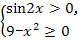 sin2x > 0,
9-x² ≥ 0